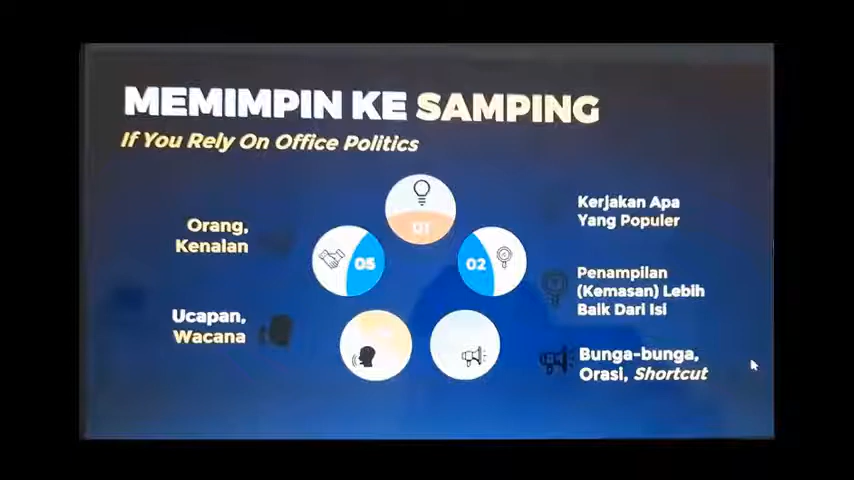 MEMIMPIN KE SAMPING
If You Rely On Office Politics
01
Kerjakan Apa
Yang Populer
02
Penampilan
(Kemasan) Lebih
Baik Dari Isi
Bunga-bunga,
Orasi, Shortcut
Ucapan,
Wacana
05
Orang,
Kenalan